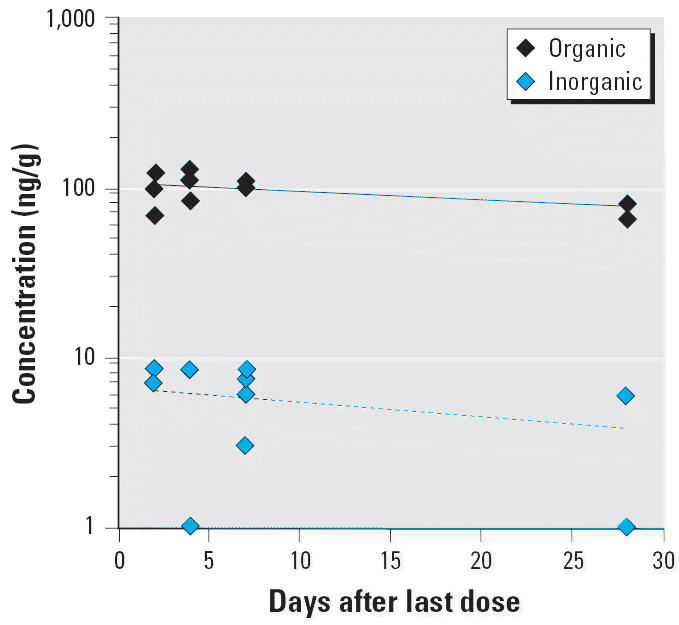 1,000
Organic
Inorganic
100
Concentration (ng/g)
10
1
0 5 10 15 20 25 30
Days after last dose